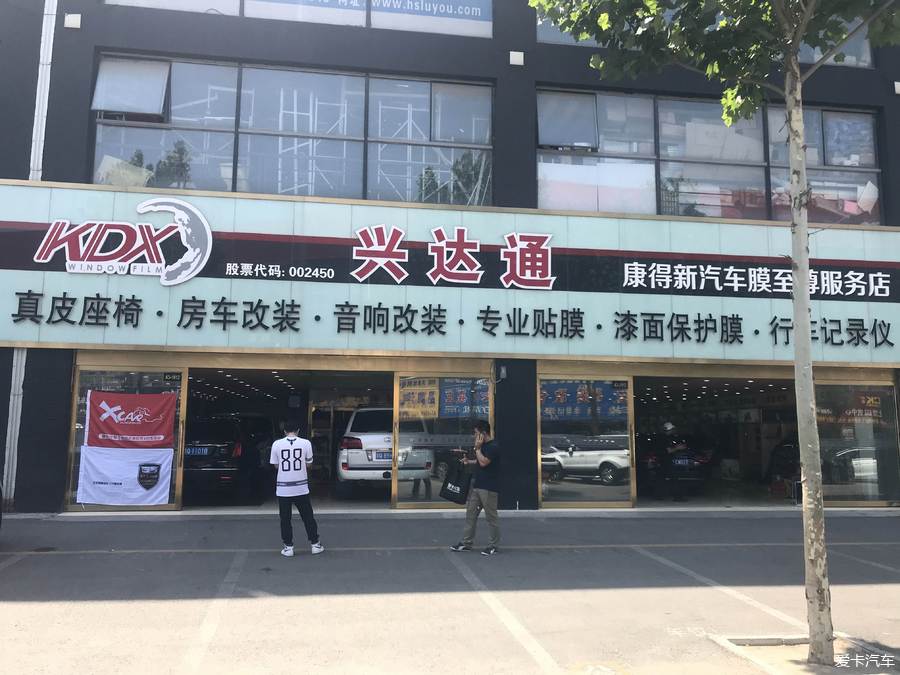 www.hsluyou.com
KDX
WINDOW FILM
股票代码: 002450
兴达通
康得新汽车膜至尊服务店
真皮座椅·房车改装·音响改装·专业贴膜·漆面保护膜·行车记录仪
XCAR
88
爱卡汽车